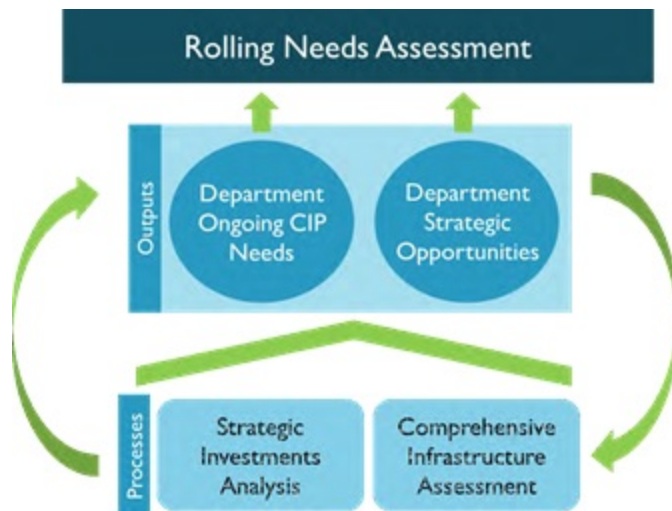 Rolling Needs Assessment
Outputs
Department
Ongoing CIP
Needs
Department
Strategic
Opportunities
Processes
Strategic
Investments
Analysis
Comprehensive
Infrastructure
Assessment